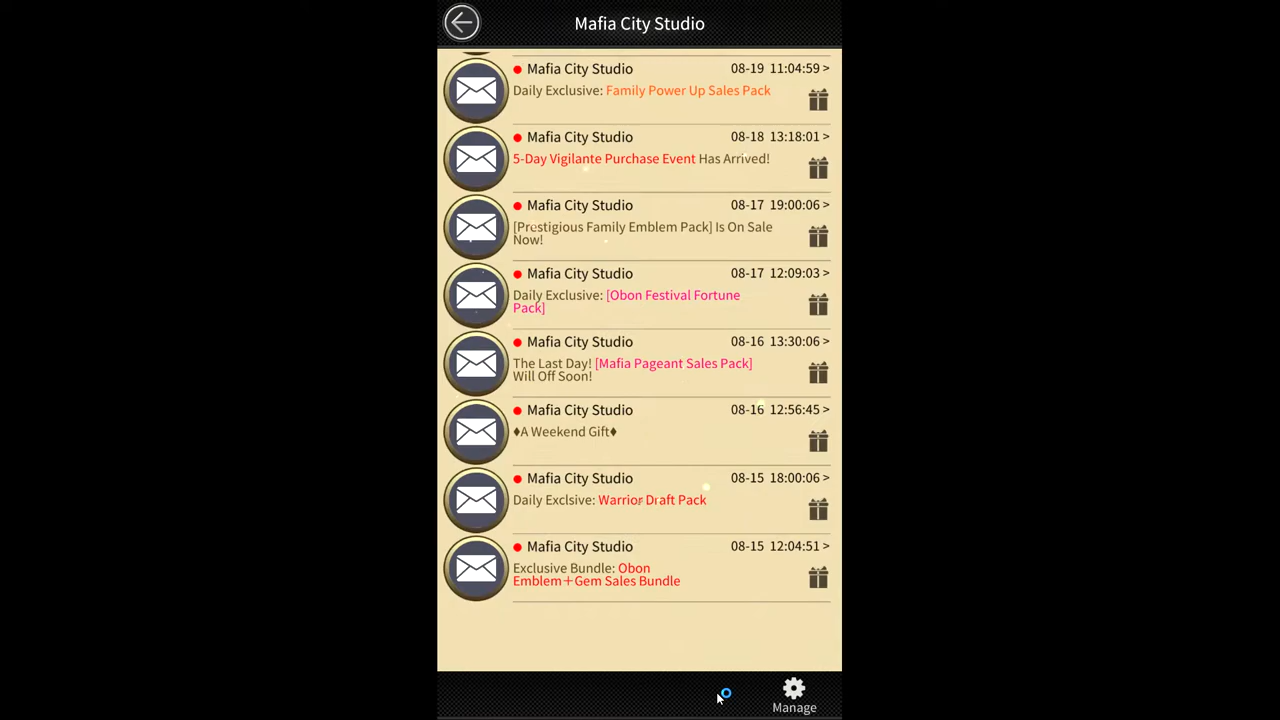 Mafia City Studio
Mafia City Studio 08-19 11:04:59 >
Daily Exclusive: Family Power Up Sales Pack
Mafia City Studio 08-18 13:18:01 >
5-Day Vigilante Purchase Event Has Arrived!
Mafia City Studio 08-17 19:00:06 >
[Prestigious Family Emblem Pack] Is On Sale
Now!
Mafia City Studio 08-17 12:09:03 >
Daily Exclusive: [Obon Festival Fortune
Pack]
Mafia City Studio 08-16 13:30:06 >
The Last Day! [Mafia Pageant Sales Pack]
Will Off Soon!
Mafia City Studio 08-16 12:56:45 >
♦A Weekend Gift♦
Mafia City Studio 08-15 18:00:06 >
Daily Exclsive: Warrior Draft Pack
Mafia City Studio 08-15 12:04:51 >
Exclusive Bundle: Obon
Emblem+Gem Sales Bundle
Manage